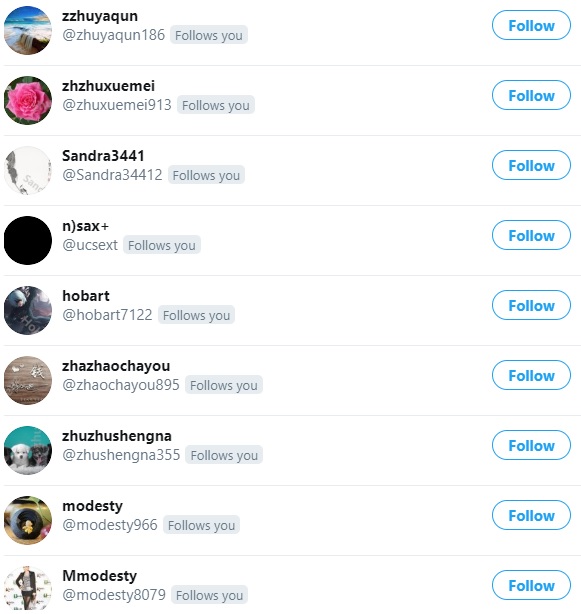 zzhuyaqun
@zhuyaqun186 Follows you
Follow
zhzhuxuemei
@zhuxuemei913 Follows you
Follow
Sandra3441
@Sandra34412 Follows you
Follow
n)sax+
@ucsext Follows you
Follow
hobart
@hobart7122 Follows you
Follow
zhazhaochayou
@zhaochayou895 Follows you
Follow
zhuzhushengna
@zhushengna355 Follows you
Follow
modesty
@modesty966 Follows you
Follow
Mmodesty
@modesty8079 Follows you
Follow